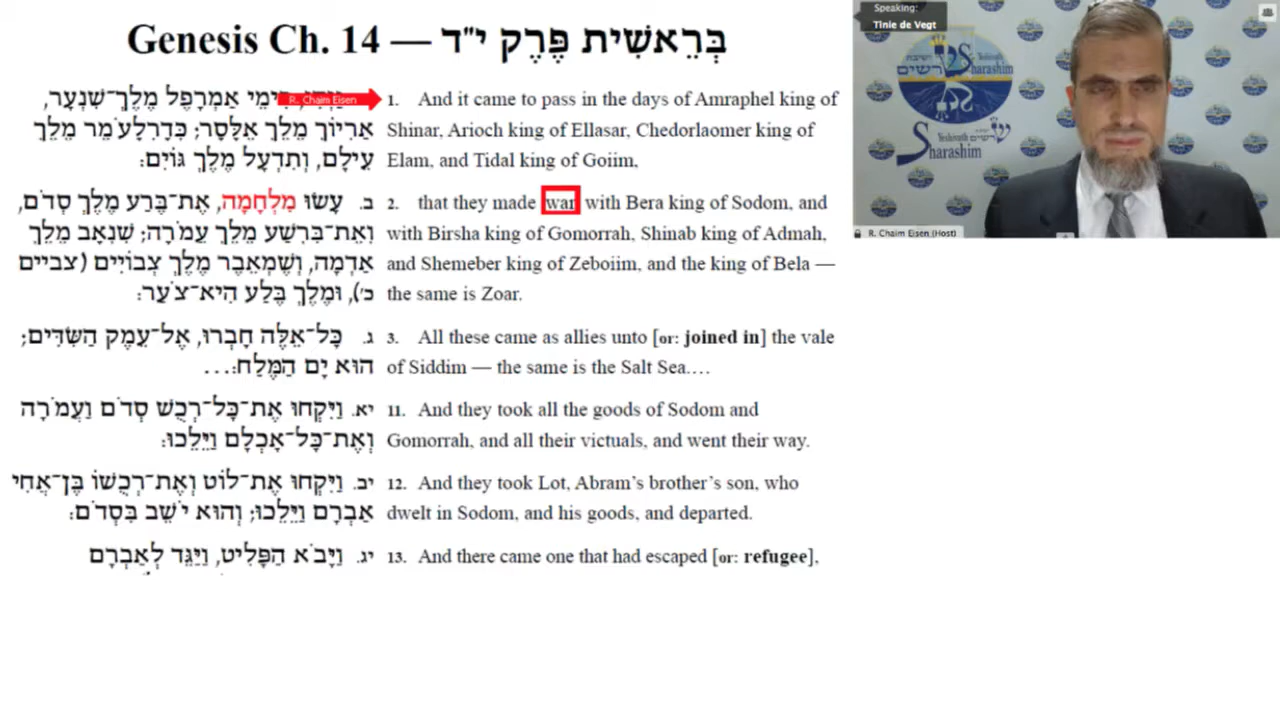 Genesis Ch. 14 — בְּרֵאשִׁית פֶּרֶק י"ד
אַמְרָפֶל מֶלֶךְ־שִׁנְעָר,
אַרְיוֹךְ מֶלֶךְ אֶלָּסָר; כְּדָרְלָעֹמֶר מֶלֶךְ
עֵילָם, וְתִדְעָל מֶלֶךְ גּוֹיִם:
R. Chaim Eisen
1. And it came to pass in the days of Amraphel king of
Shinar, Arioch king of Ellasar, Chedorlaomer king of
Elam, and Tidal king of Goiim,
ב. עָשׂוּ מִלְחָמָה, אֶת־בֶּרַע מֶלֶךְ סְדֹם,
וְאֶת־בִּרְשַׁע מֶלֶךְ עֲמֹרָה; שִׁנְאָב מֶלֶךְ
אַדְמָה, וְשֶׁמְאֵבֶר מֶלֶךְ צְבוֹיִים (צביים
כ'), וּמֶלֶךְ בֶּלַע הִיא־צֹעַר:
2. that they made war with Bera king of Sodom, and
with Birsha king of Gomorrah, Shinab king of Admah,
and Shemeber king of Zeboiim, and the king of Bela —
the same is Zoar.
ג. כָּל־אֵלֶּה חָבְרוּ, אֶל־עֵמֶק הַשִּׂדִּים;
הוּא יָם הַמֶּלַח:...
3. All these came as allies unto [or: joined in] the vale
of Siddim — the same is the Salt Sea....
יא. וַיִּקְחוּ אֶת־כָּל־רְכֻשׁ סְדֹם וַעֲמֹרָה
וְאֶת־כָּל־אָכְלָם וַיֵּלֵכוּ:
11. And they took all the goods of Sodom and
Gomorrah, and all their victuals, and went their way.
יב. וַיִּקְחוּ אֶת־לוֹט וְאֶת־רְכֻשׁוֹ בֶּן־אֲחִי
אַבְרָם וַיֵּלֵכוּ; וְהוּא יֹשֵׁב בִּסְדֹם:
12. And they took Lot, Abram's brother's son, who
dwelt in Sodom, and his goods, and departed.
יג. וַיָּבֹא הַפָּלִיט, וַיַּגֵּד לְאַבְרָם
13. And there came one that had escaped [or: refugee],
Speaking:
Tinie de Vegt
ישיבת
שרשים
Yeshivath
Sharashim
R. Chaim Eisen (Host)